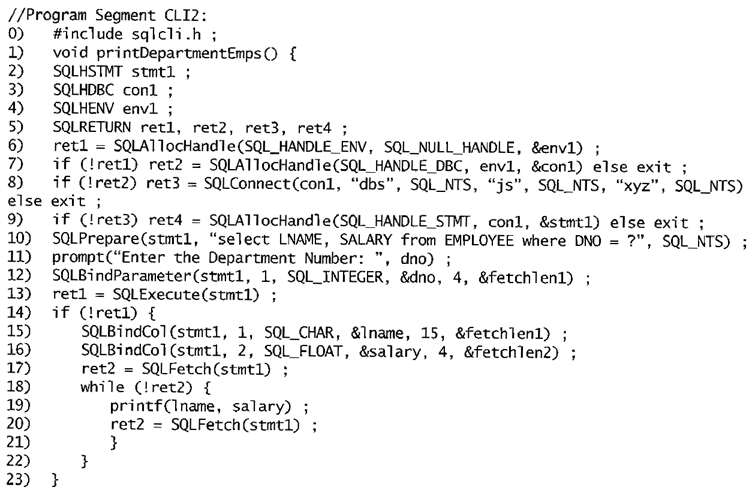 //Program Segment CLI2:
0) #include sqlcli.h ;
1) void printDepartmentEmps() {
2) SQLHSTMT stmt1 ;
3) SQLHDBC con1 ;
4) SQLHENV env1 ;
5) SQLRETURN ret1, ret2, ret3, ret4 ;
6) ret1 = SQLAllocHandle(SQL_HANDLE_ENV, SQL_NULL_HANDLE, &env1) ;
7) if (!ret1) ret2 = SQLAllocHandle(SQL_HANDLE_DBC, env1, &con1) else exit ;
8) if (!ret2) ret3 = SQLConnect(con1, “dbs”, SQL_NTS, “js”, SQL_NTS, “xyz”, SQL_NTS)
else exit ;
9) if (!ret3) ret4 = SQLAllocHandle(SQL_HANDLE_STMT, con1, &stmt1) else exit ;
10) SQLPrepare(stmt1, “select LNAME, SALARY from EMPLOYEE where DNO = ?”, SQL_NTS) ;
11) prompt(“Enter the Department Number: ”, dno) ;
12) SQLBindParameter(stmt1, 1, SQL_INTEGER, &dno, 4, &fetchlen1) ;
13) ret1 = SQLExecute(stmt1) ;
14) if (!ret1) {
15) SQLBindCol(stmt1, 1, SQL_CHAR, &lname, 15, &fetchlen1) ;
16) SQLBindCol(stmt1, 2, SQL_FLOAT, &salary, 4, &fetchlen2) ;
17) ret2 = SQLFetch(stmt1) ;
18) while (!ret2) {
19) printf(lname, salary) ;
20) ret2 = SQLFetch(stmt1) ;
21) }
22) }
23) }